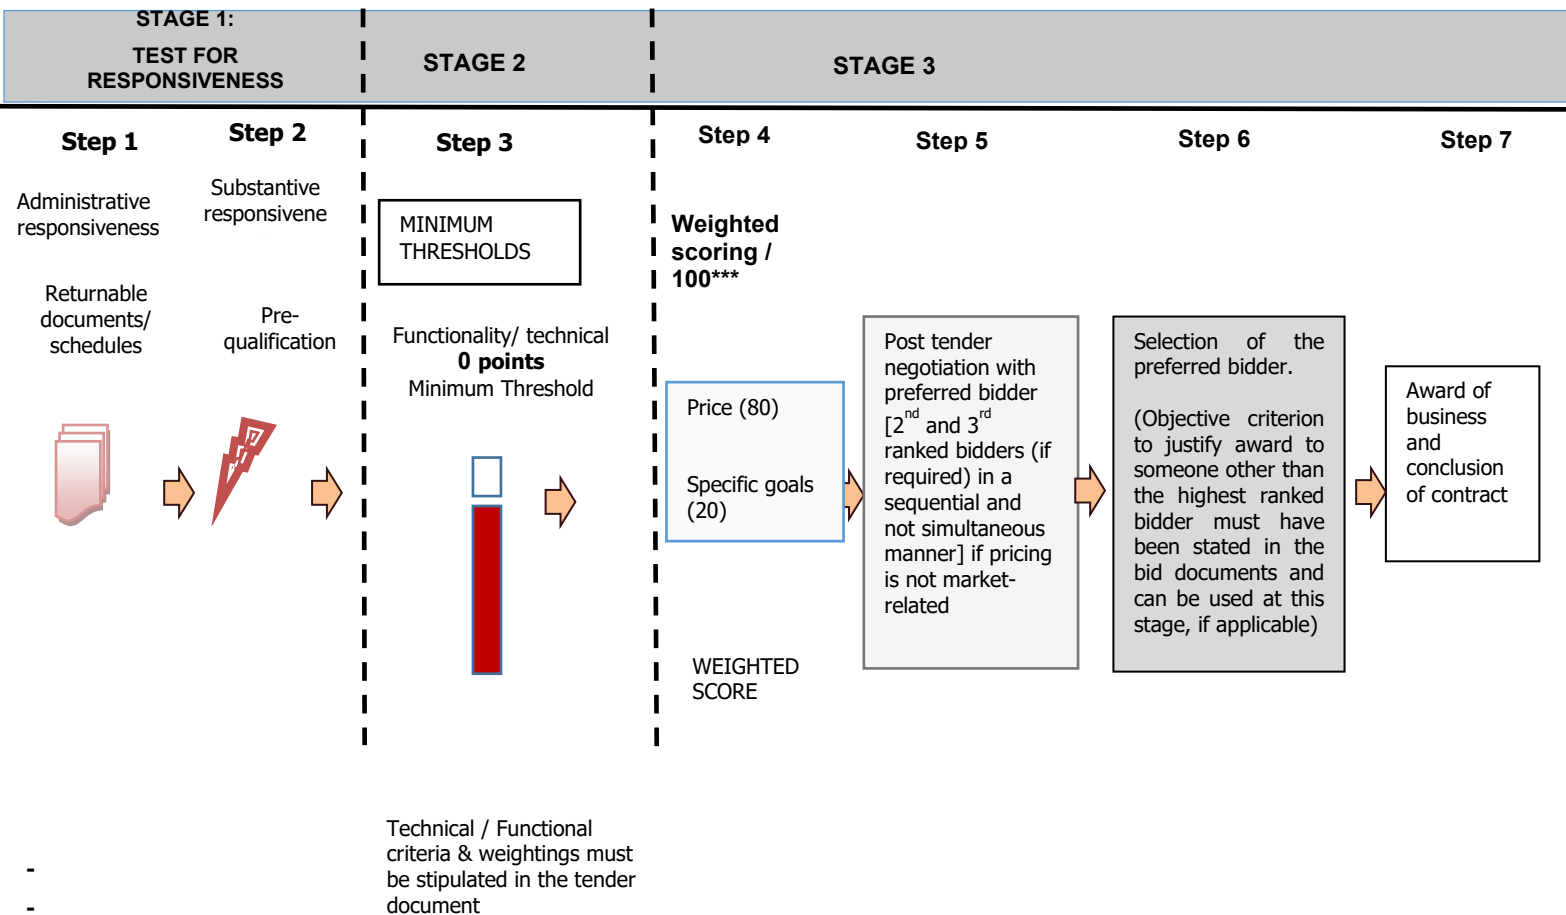 STAGE 1:
TEST FOR
RESPONSIVENESS
STAGE 2
STAGE 3
Step 1
Step 2
Step 3
Step 4
Step 5
Step 6
Step 7
Administrative
responsiveness
Returnable
documents/
schedules
Substantive
responsivene
Pre-
qualification
MINIMUM
THRESHOLDS
Functionality/ technical
0 points
Minimum Threshold
Technical / Functional
criteria & weightings must
be stipulated in the tender
document
Weighted
scoring /
100***
Price (80)
Specific goals
(20)
WEIGHTED
SCORE
Post tender
negotiation with
preferred bidder
[2nd and 3rd
ranked bidders (if
required) in a
sequential and
not simultaneous
manner] if pricing
is not market-
related
Selection of the
preferred bidder.
(Objective criterion
to justify award to
someone other than
the highest ranked
bidder must have
been stated in the
bid documents and
can be used at this
stage, if applicable)
Award of
business
and
conclusion
of contract
-
-